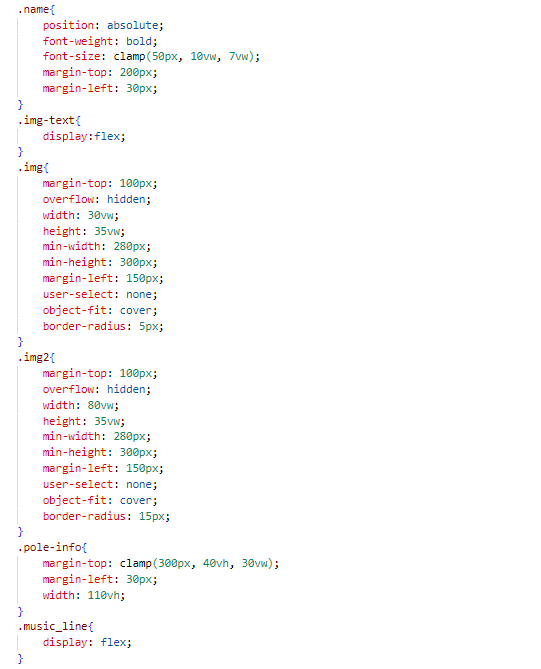 .name{
position: absolute;
font-weight: bold;
font-size: clamp(50px, 10vw, 7vw);
margin-top: 200px;
margin-left: 30px;
}
.img-text{
display:flex;
}
.img{
margin-top: 100px;
overflow: hidden;
width: 30vw;
height: 35vw;
min-width: 280px;
min-height: 300px;
margin-left: 150px;
user-select: none;
object-fit: cover;
border-radius: 5px;
}
.img2{
margin-top: 100px;
overflow: hidden;
width: 80vw;
height: 35vw;
min-width: 280px;
min-height: 300px;
margin-left: 150px;
user-select: none;
object-fit: cover;
border-radius: 15px;
}
.pole-info{
margin-top: clamp(300px, 40vh, 30vw);
margin-left: 30px;
width: 110vh;
}
.music_line{
display: flex;
}